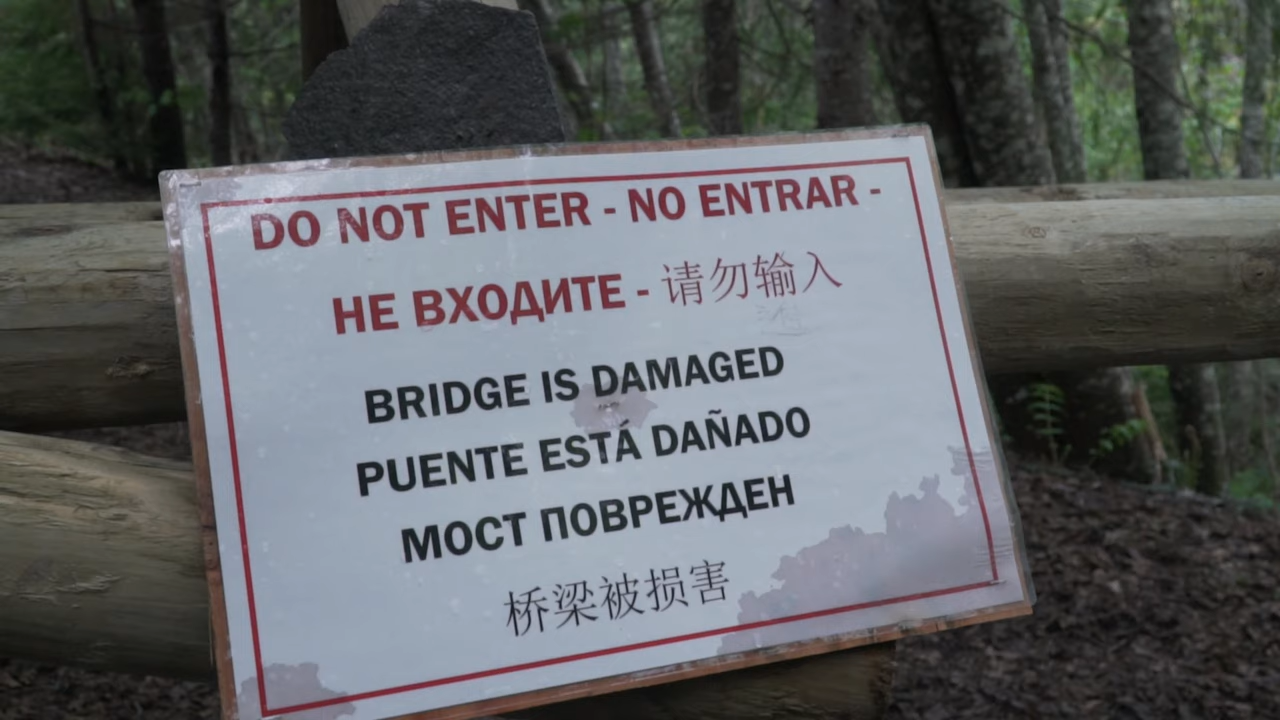 DO NOT ENTER - NO ENTRAR -
НЕ ВХОДИТЕ - 请勿输入
BRIDGE IS DAMAGED
PUENTE ESTÁ DAÑADO
МОСТ ПОВРЕЖДЕН
桥梁被损害